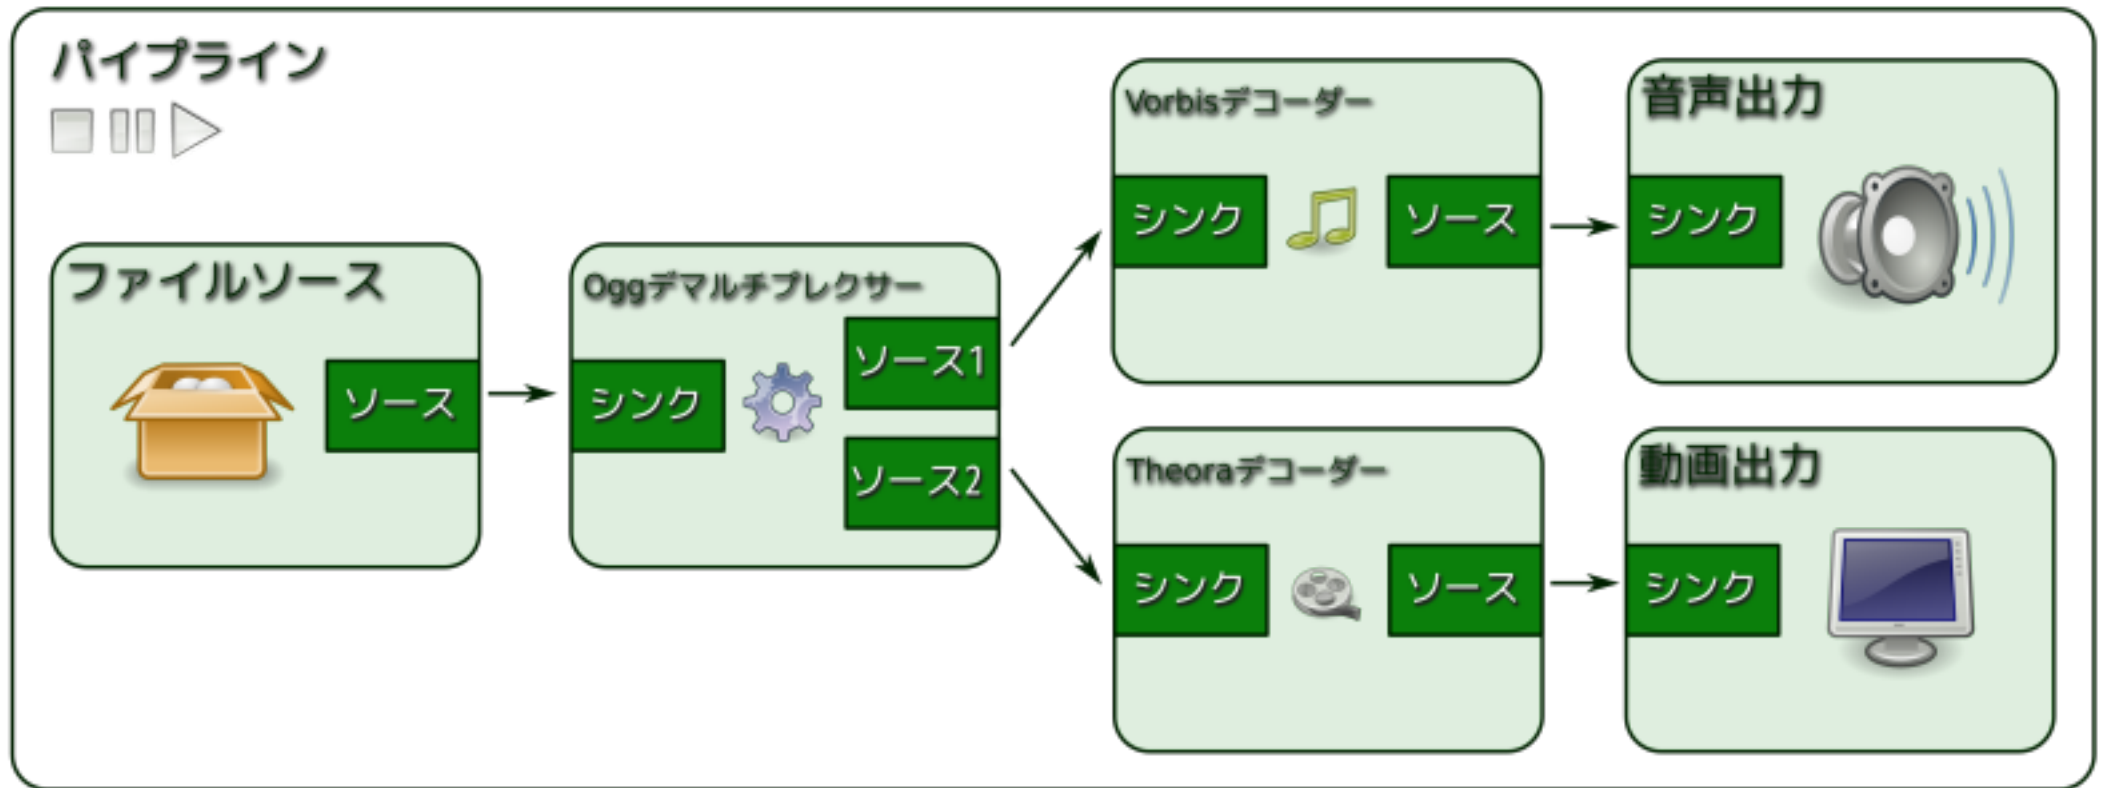 パイプライン
ファイルソース
ソース
Oggデマルチプレクサー
シンク
ソース1
ソース2
Vorbisデコーダー
シンク
ソース
音声出力
シンク
Theoraデコーダー
シンク
ソース
動画出力
シンク